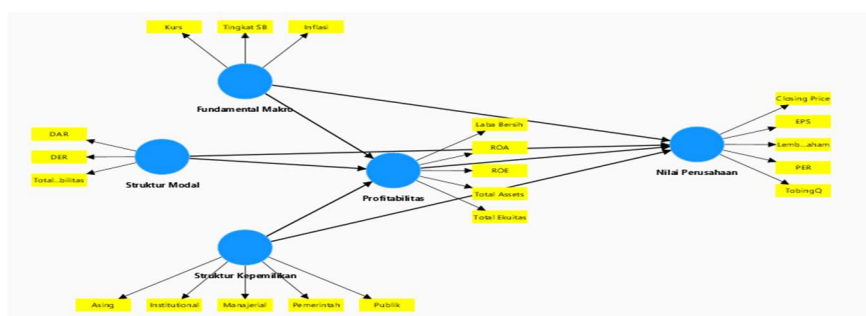 Kurs
Tingkat SB
Inflasi
Fundamental Makro
Closing Price
EPS
Lemb...aham
PER
TobingQ
Nilai Perusahaan
Laba Bersih
ROA
ROE
Total Assets
Total Ekuitas
Profitabilitas
DAR
DER
Total...bilitas
Struktur Modal
Struktur Kepemilikan
Asing
Institutional
Manajerial
Pemerintah
Publik